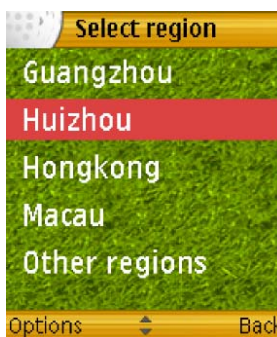 Select region
Guangzhou
Huizhou
Hongkong
Macau
Other regions
Options Back